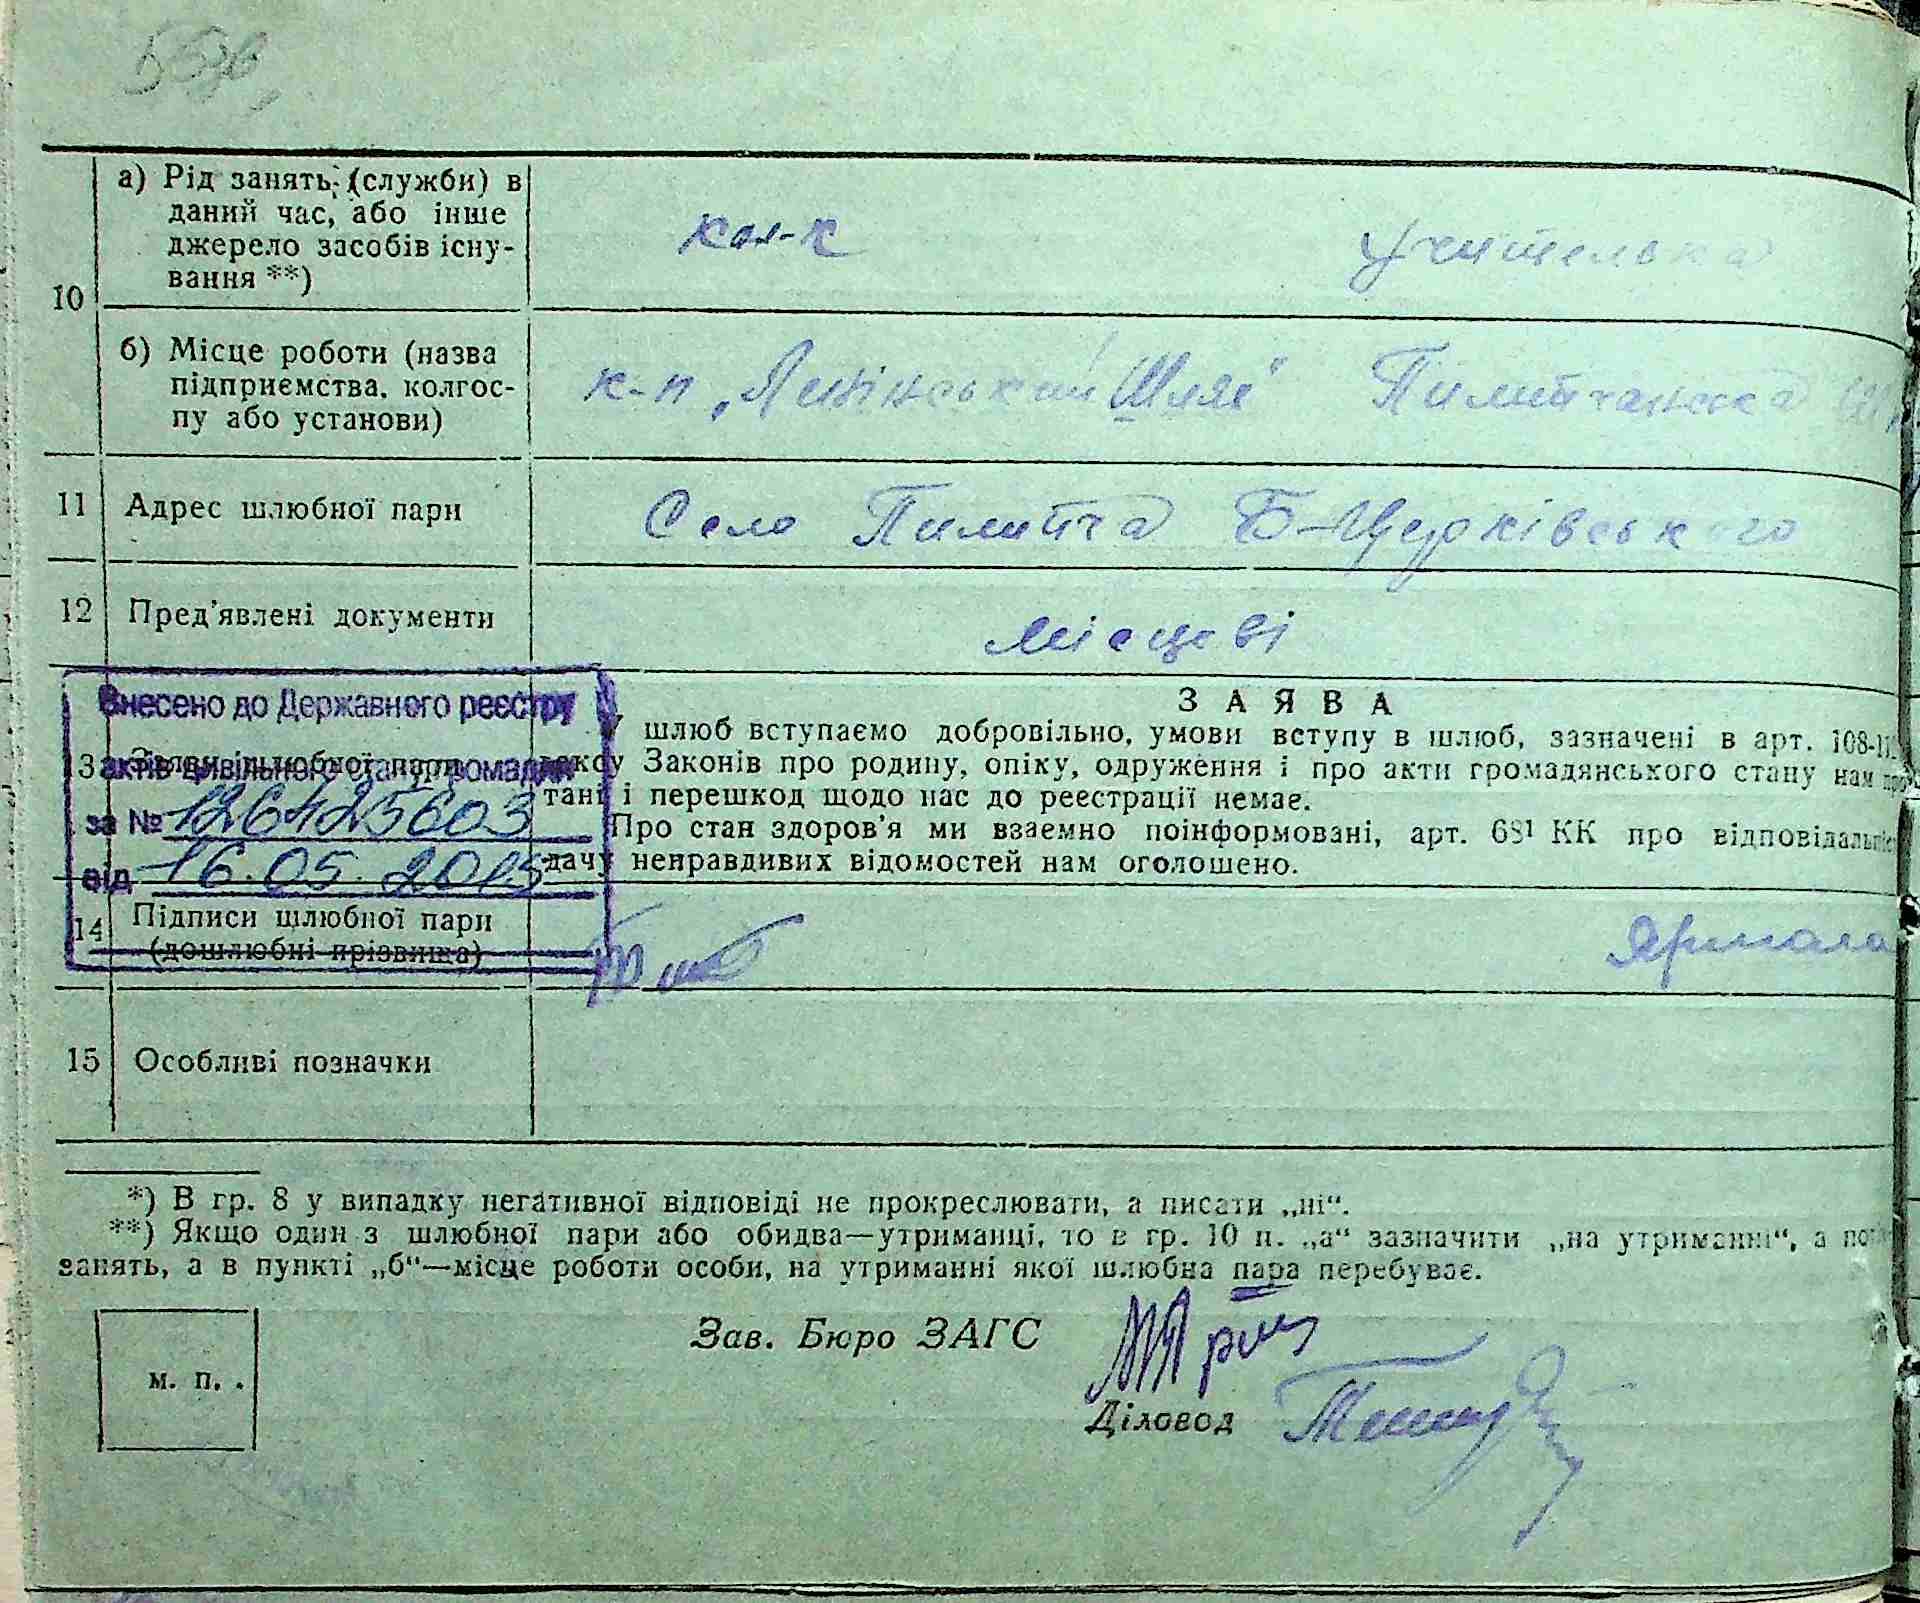 10
а) Рід занять (служби) в
даний час, або інше
джерело засобів існу-
вання **)
кол-к
учителька
б) Місце роботи (назва
підприємства, колгос-
пу або установи)
к-п „Ленінський Шлях"
Пилипчанська
11
Адрес шлюбної пари
Село Пилипча Б-Церківського
12
Пред'явлені документи
місцеві
Внесено до Державного реєстру
актів цивільного стану громадян
за № 126425603
від 16.05.2015
13
Заява шлюбної пари
ЗАЯВА
У шлюб вступаємо добровільно, умови вступу в шлюб, зазначені в арт.
Законів про родину, опіку, одруження і про акти громадянського стану нам
і перешкод щодо нас до реєстрації немає.
Про стан здоров'я ми взаемно поінформовані, арт. 68¹ КК про
дачу неправдивих відомостей нам оголошено.
14
Підписи шлюбної пари
(дошлюбні прізвища)
15
Особливі позначки
*) В гр. 8 у випадку негативної відповіді не прокреслювати, а писати „ні“.
**) Якщо один з шлюбної пари або обидва—утриманці, то в гр. 10 п. „а“ зазначити „на утриманні“, а
занять, а в пункті „б“—місце роботи особи, на утриманні якої шлюбна пара перебуває.
Зав. Бюро ЗАГС
м. п.
Діловод